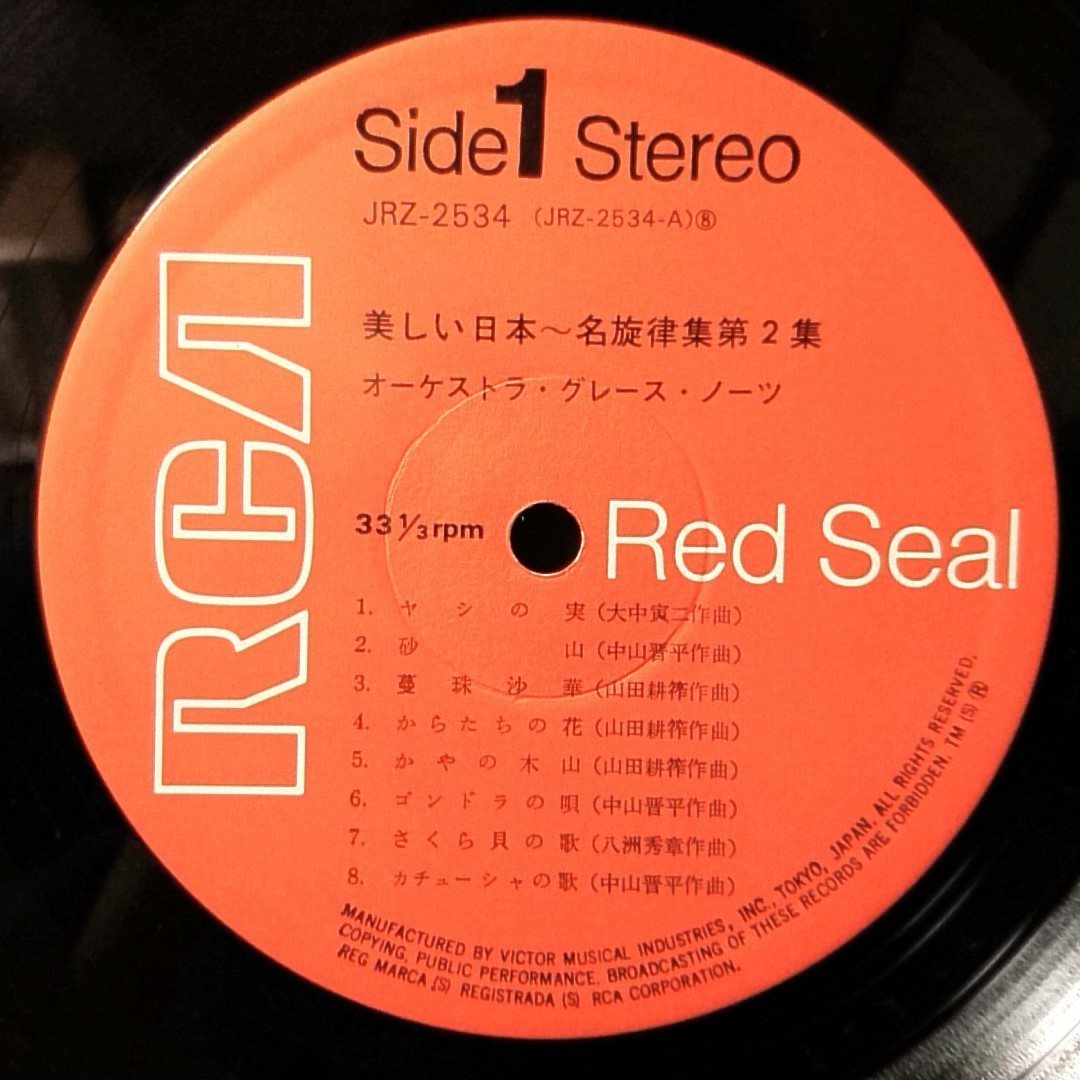 Side 1 Stereo
JRZ-2534 (JRZ-2534-A)⑧
RCA
美しい日本〜名旋律集第2集
オーケストラ・グレース・ノーツ
33⅓rpm
Red Seal
1. ヤシの実（大中寅二作曲）
2. 砂山（中山晋平作曲）
3. 蔓珠沙華（山田耕筰作曲）
4. からたちの花（山田耕筰作曲）
5. かやの木山（山田耕筰作曲）
6. ゴンドラの唄（中山晋平作曲）
7. さくら貝の歌（八洲秀章作曲）
8. カチューシャの歌（中山晋平作曲）
MANUFACTURED BY VICTOR MUSICAL INDUSTRIES, INC., TOKYO, JAPAN. ALL RIGHTS RESERVED.
COPYING, PUBLIC PERFORMANCE, BROADCASTING OF THESE RECORDS ARE FORBIDDEN. TM (S) Ⓡ
REG MARCA (S) REGISTRADA (S) RCA CORPORATION.